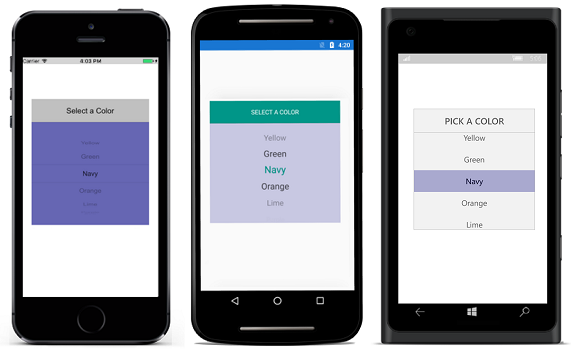 Carrier 4:03 PM
Select a Color
Yellow
Green
Navy
Orange
Lime
4:20
SELECT A COLOR
Yellow
Green
Navy
Orange
Lime
PICK A COLOR
Yellow
Green
Navy
Orange
Lime